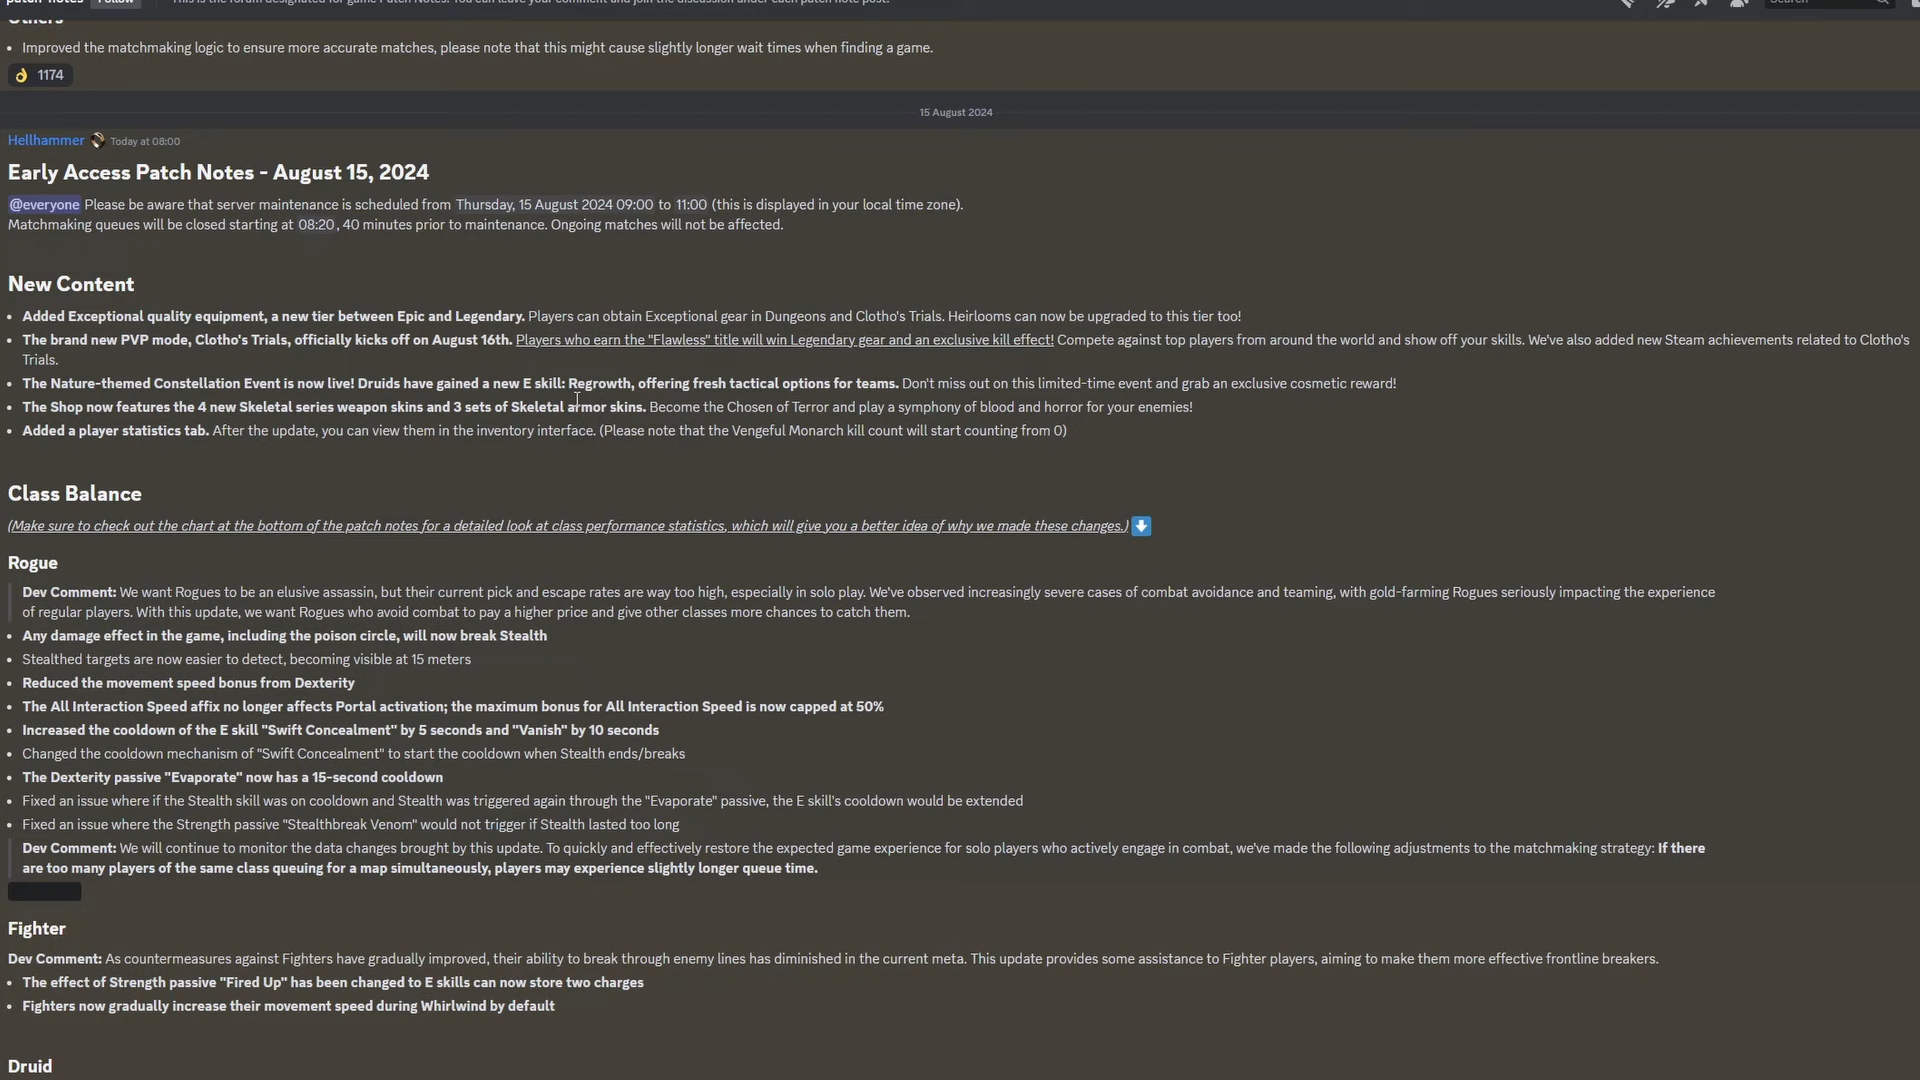 patch-notes Follow This is the forum designated for game Patch Notes. You can leave your comment and join the discussion under each patch note post. Search
Others
• Improved the matchmaking logic to ensure more accurate matches, please note that this might cause slightly longer wait times when finding a game.
👌 1174
15 August 2024
Hellhammer Today at 08:00
Early Access Patch Notes - August 15, 2024
@everyone Please be aware that server maintenance is scheduled from Thursday, 15 August 2024 09:00 to 11:00 (this is displayed in your local time zone).
Matchmaking queues will be closed starting at 08:20, 40 minutes prior to maintenance. Ongoing matches will not be affected.
New Content
• Added Exceptional quality equipment, a new tier between Epic and Legendary. Players can obtain Exceptional gear in Dungeons and Clotho's Trials. Heirlooms can now be upgraded to this tier too!
• The brand new PVP mode, Clotho's Trials, officially kicks off on August 16th. Players who earn the "Flawless" title will win Legendary gear and an exclusive kill effect! Compete against top players from around the world and show off your skills. We've also added new Steam achievements related to Clotho's
Trials.
• The Nature-themed Constellation Event is now live! Druids have gained a new E skill: Regrowth, offering fresh tactical options for teams. Don't miss out on this limited-time event and grab an exclusive cosmetic reward!
• The Shop now features the 4 new Skeletal series weapon skins and 3 sets of Skeletal armor skins. Become the Chosen of Terror and play a symphony of blood and horror for your enemies!
• Added a player statistics tab. After the update, you can view them in the inventory interface. (Please note that the Vengeful Monarch kill count will start counting from 0)
Class Balance
(Make sure to check out the chart at the bottom of the patch notes for a detailed look at class performance statistics, which will give you a better idea of why we made these changes.) ⬇️
Rogue
Dev Comment: We want Rogues to be an elusive assassin, but their current pick and escape rates are way too high, especially in solo play. We've observed increasingly severe cases of combat avoidance and teaming, with gold-farming Rogues seriously impacting the experience
of regular players. With this update, we want Rogues who avoid combat to pay a higher price and give other classes more chances to catch them.
• Any damage effect in the game, including the poison circle, will now break Stealth
• Stealthed targets are now easier to detect, becoming visible at 15 meters
• Reduced the movement speed bonus from Dexterity
• The All Interaction Speed affix no longer affects Portal activation; the maximum bonus for All Interaction Speed is now capped at 50%
• Increased the cooldown of the E skill "Swift Concealment" by 5 seconds and "Vanish" by 10 seconds
• Changed the cooldown mechanism of "Swift Concealment" to start the cooldown when Stealth ends/breaks
• The Dexterity passive "Evaporate" now has a 15-second cooldown
• Fixed an issue where if the Stealth skill was on cooldown and Stealth was triggered again through the "Evaporate" passive, the E skill's cooldown would be extended
• Fixed an issue where the Strength passive "Stealthbreak Venom" would not trigger if Stealth lasted too long
Dev Comment: We will continue to monitor the data changes brought by this update. To quickly and effectively restore the expected game experience for solo players who actively engage in combat, we've made the following adjustments to the matchmaking strategy: If there
are too many players of the same class queuing for a map simultaneously, players may experience slightly longer queue time.
Fighter
Dev Comment: As countermeasures against Fighters have gradually improved, their ability to break through enemy lines has diminished in the current meta. This update provides some assistance to Fighter players, aiming to make them more effective frontline breakers.
• The effect of Strength passive "Fired Up" has been changed to E skills can now store two charges
• Fighters now gradually increase their movement speed during Whirlwind by default
Druid